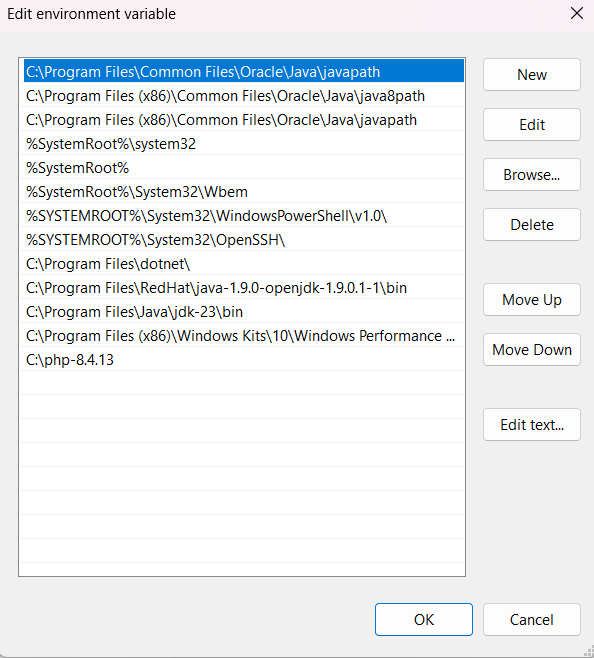 Edit environment variable
C:\Program Files\Common Files\Oracle\Java\javapath
C:\Program Files (x86)\Common Files\Oracle\Java\java8path
C:\Program Files (x86)\Common Files\Oracle\Java\javapath
%SystemRoot%\system32
%SystemRoot%
%SystemRoot%\System32\Wbem
%SYSTEMROOT%\System32\WindowsPowerShell\v1.0\
%SYSTEMROOT%\System32\OpenSSH\
C:\Program Files\dotnet\
C:\Program Files\RedHat\java-1.9.0-openjdk-1.9.0.1-1\bin
C:\Program Files\Java\jdk-23\bin
C:\Program Files (x86)\Windows Kits\10\Windows Performance ...
C:\php-8.4.13
New
Edit
Browse...
Delete
Move Up
Move Down
Edit text...
OK
Cancel